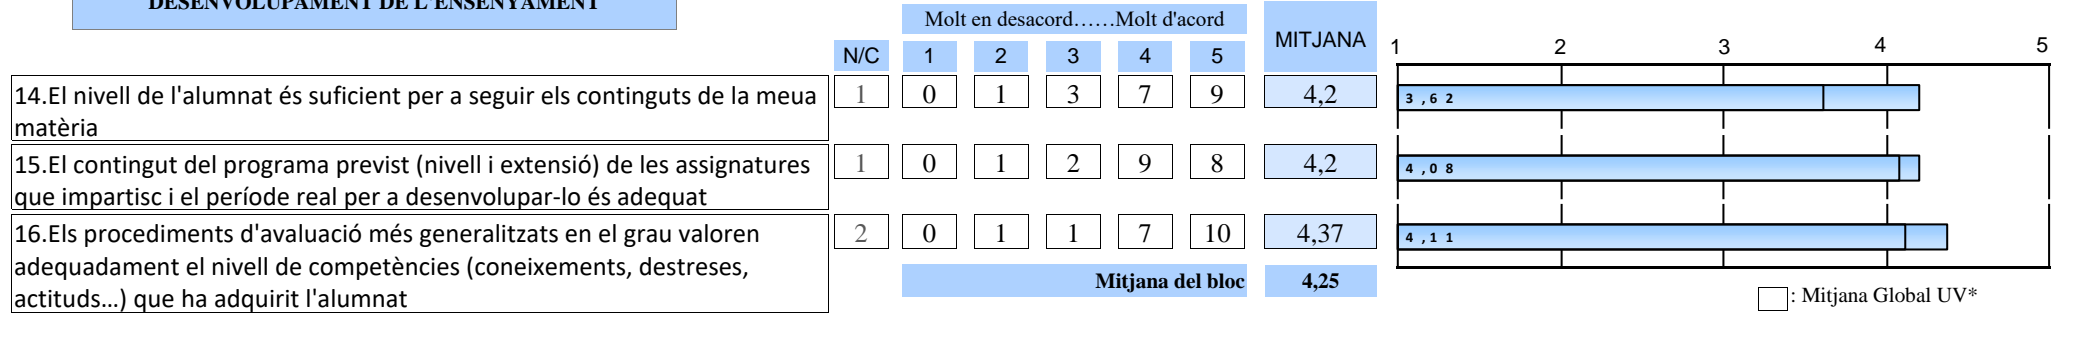 DESENVOLUPAMENT DE L'ENSENYAMENT
Molt en desacord……Molt d'acord
MITJANA
N/C 1 2 3 4 5
1 2 3 4 5
14.El nivell de l'alumnat és suficient per a seguir els continguts de la meua
matèria
1 0 1 3 7 9 4,2
3,62
15.El contingut del programa previst (nivell i extensió) de les assignatures
que impartisc i el període real per a desenvolupar-lo és adequat
1 0 1 2 9 8 4,2
4,08
16.Els procediments d'avaluació més generalitzats en el grau valoren
adequadament el nivell de competències (coneixements, destreses,
actituds…) que ha adquirit l'alumnat
2 0 1 1 7 10 4,37
4,11
Mitjana del bloc 4,25
: Mitjana Global UV*